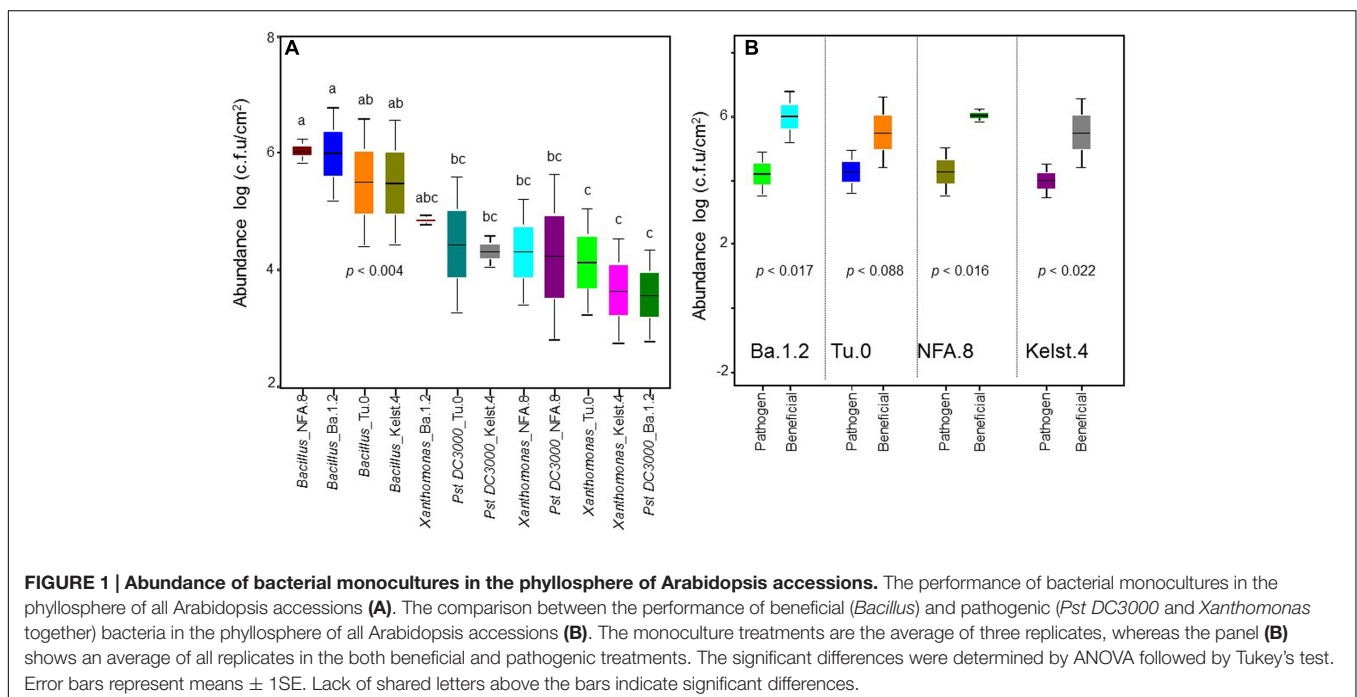 A
8
6
4
2
Abundance log (c.f.u/cm²)
a
a
ab
ab
abc
bc
bc
bc
bc
c
c
c
p < 0.004
Bacillus_NFA.8
Bacillus_Ba.1.2
Bacillus_Tu.0
Bacillus_Kelst.4
Xanthomonas_Ba.1.2
Pst DC3000_Tu.0
Pst DC3000_Kelst.4
Xanthomonas_NFA.8
Pst DC3000_NFA.8
Xanthomonas_Tu.0
Xanthomonas_Kelst.4
Pst DC3000_Ba.1.2
B
6
2
-2
Abundance log (c.f.u/cm²)
p < 0.017
p < 0.088
p < 0.016
p < 0.022
Ba.1.2
Tu.0
NFA.8
Kelst.4
Pathogen
Beneficial
Pathogen
Beneficial
Pathogen
Beneficial
Pathogen
Beneficial
FIGURE 1 | Abundance of bacterial monocultures in the phyllosphere of Arabidopsis accessions. The performance of bacterial monocultures in the
phyllosphere of all Arabidopsis accessions (A). The comparison between the performance of beneficial (Bacillus) and pathogenic (Pst DC3000 and Xanthomonas
together) bacteria in the phyllosphere of all Arabidopsis accessions (B). The monoculture treatments are the average of three replicates, whereas the panel (B)
shows an average of all replicates in the both beneficial and pathogenic treatments. The significant differences were determined by ANOVA followed by Tukey's test.
Error bars represent means ± 1SE. Lack of shared letters above the bars indicate significant differences.